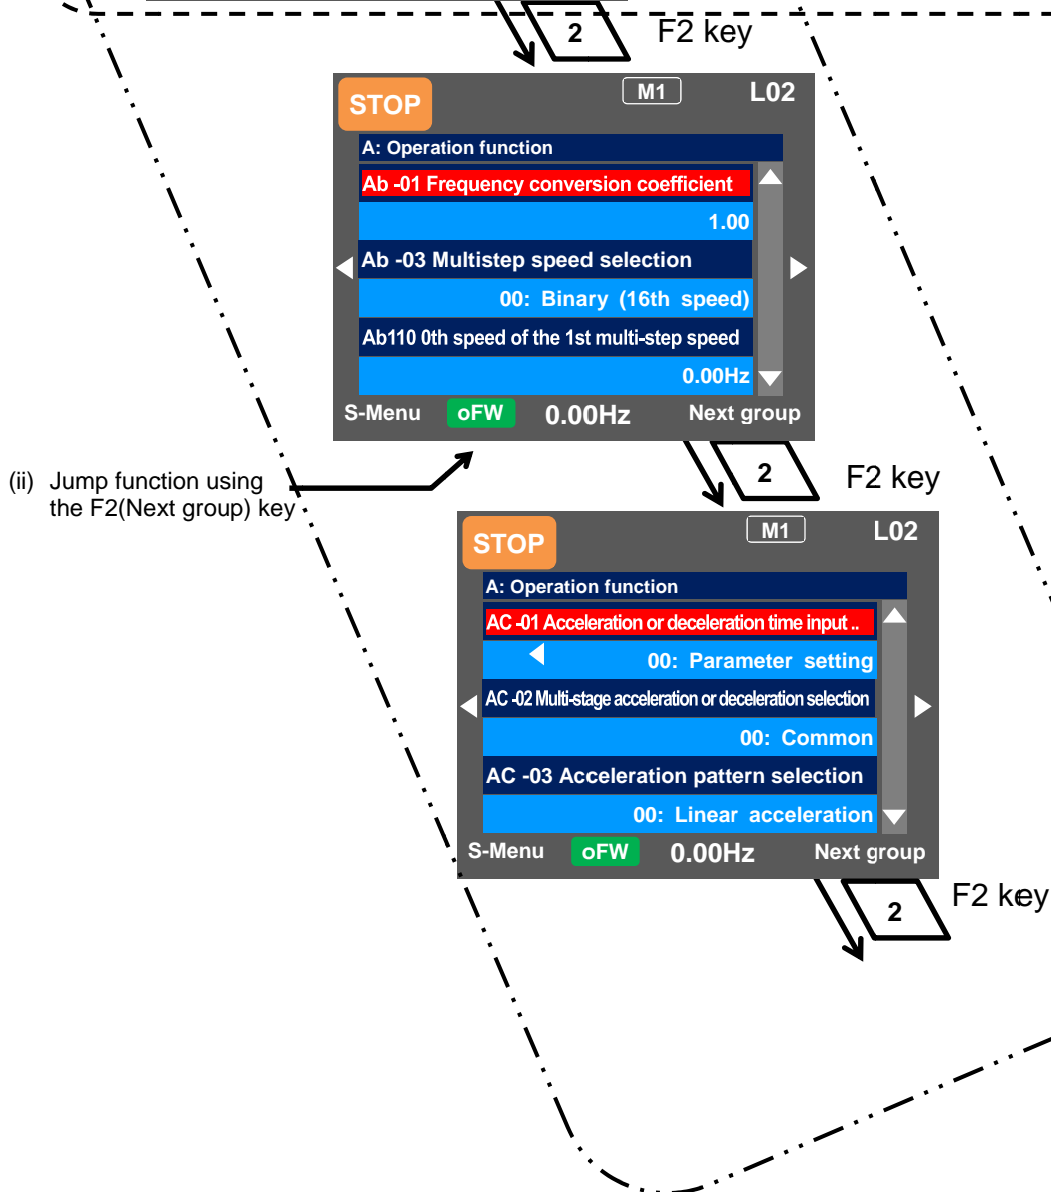 2
F2 key
STOP
M1
L02
A: Operation function
Ab -01 Frequency conversion coefficient
1.00
Ab -03 Multistep speed selection
00: Binary (16th speed)
Ab110 0th speed of the 1st multi-step speed
0.00Hz
S-Menu oFW 0.00Hz Next group
(ii) Jump function using
the F2(Next group) key
2
F2 key
STOP
M1
L02
A: Operation function
AC -01 Acceleration or deceleration time input ..
00: Parameter setting
AC -02 Multi-stage acceleration or deceleration selection
00: Common
AC -03 Acceleration pattern selection
00: Linear acceleration
S-Menu oFW 0.00Hz Next group
2
F2 key